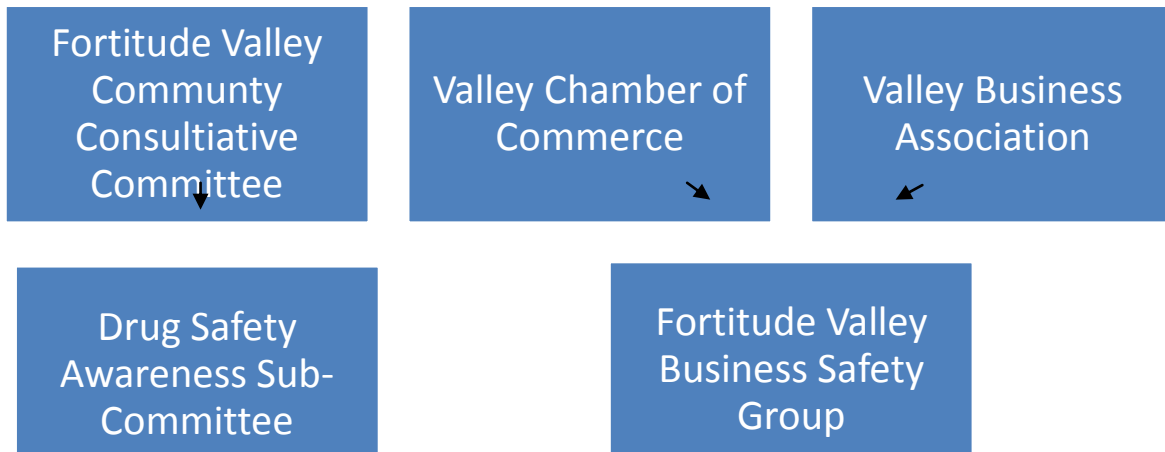 Fortitude Valley
Communty
Consultiative
Committee
Valley Chamber of
Commerce
Valley Business
Association
Drug Safety
Awareness Sub-
Committee
Fortitude Valley
Business Safety
Group